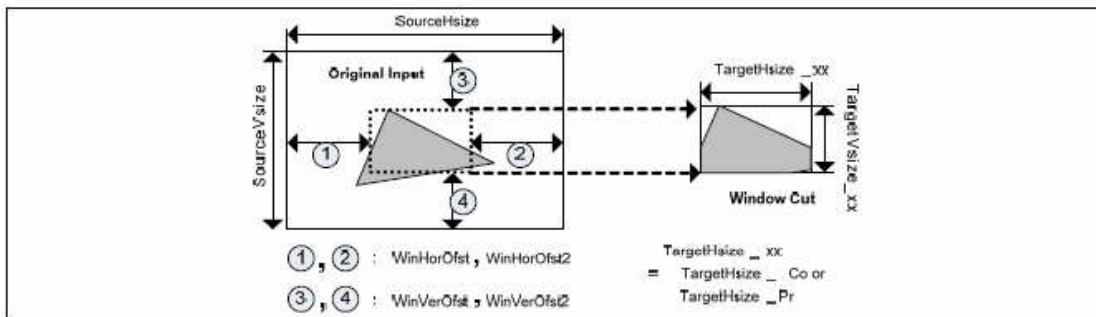 SourceHsize
Original Input
SourceVsize
3
1
2
4
TargetHsize _xx
TargetVsize_xx
Window Cut
1 , 2 : WinHorOfst , WinHorOfst2
3 , 4 : WinVerOfst , WinVerOfst2
TargetHsize _ xx
= TargetHsize _ Co or
TargetHsize _Pr